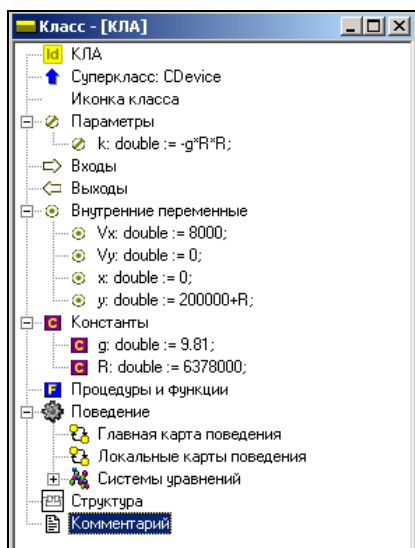 Класс - [КЛА]
Id КЛА
Суперкласс: CDevice
Иконка класса
Параметры
k: double := -g*R*R;
Входы
Выходы
Внутренние переменные
Vx: double := 8000;
Vy: double := 0;
x: double := 0;
y: double := 200000+R;
C Константы
C g: double := 9.81;
C R: double := 6378000;
F Процедуры и функции
Поведение
Главная карта поведения
Локальные карты поведения
Системы уравнений
Структура
Комментарий